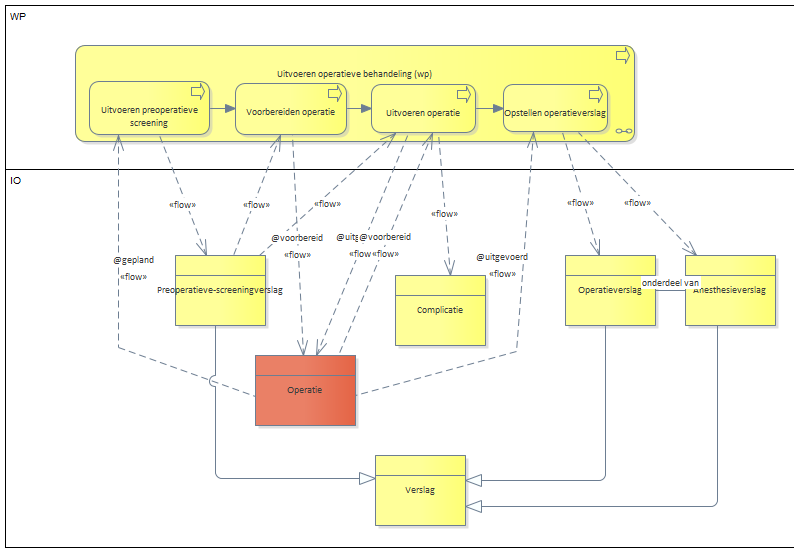 WP
Uitvoeren operatieve behandeling (wp)
Uitvoeren preoperatieve
screening
Voorbereiden operatie
Uitvoeren operatie
Opstellen operatieverslag
IO
«flow»
«flow»
«flow»
«flow»
«flow»
«flow»
@gepland
«flow»
@voorbereid
«flow»
@uitg
@voorbereid
«flow
«flow»
@uitgevoerd
«flow»
Preoperatieve-screeningverslag
Complicatie
Operatieverslag
onderdeel van
Anesthesieverslag
Operatie
Verslag